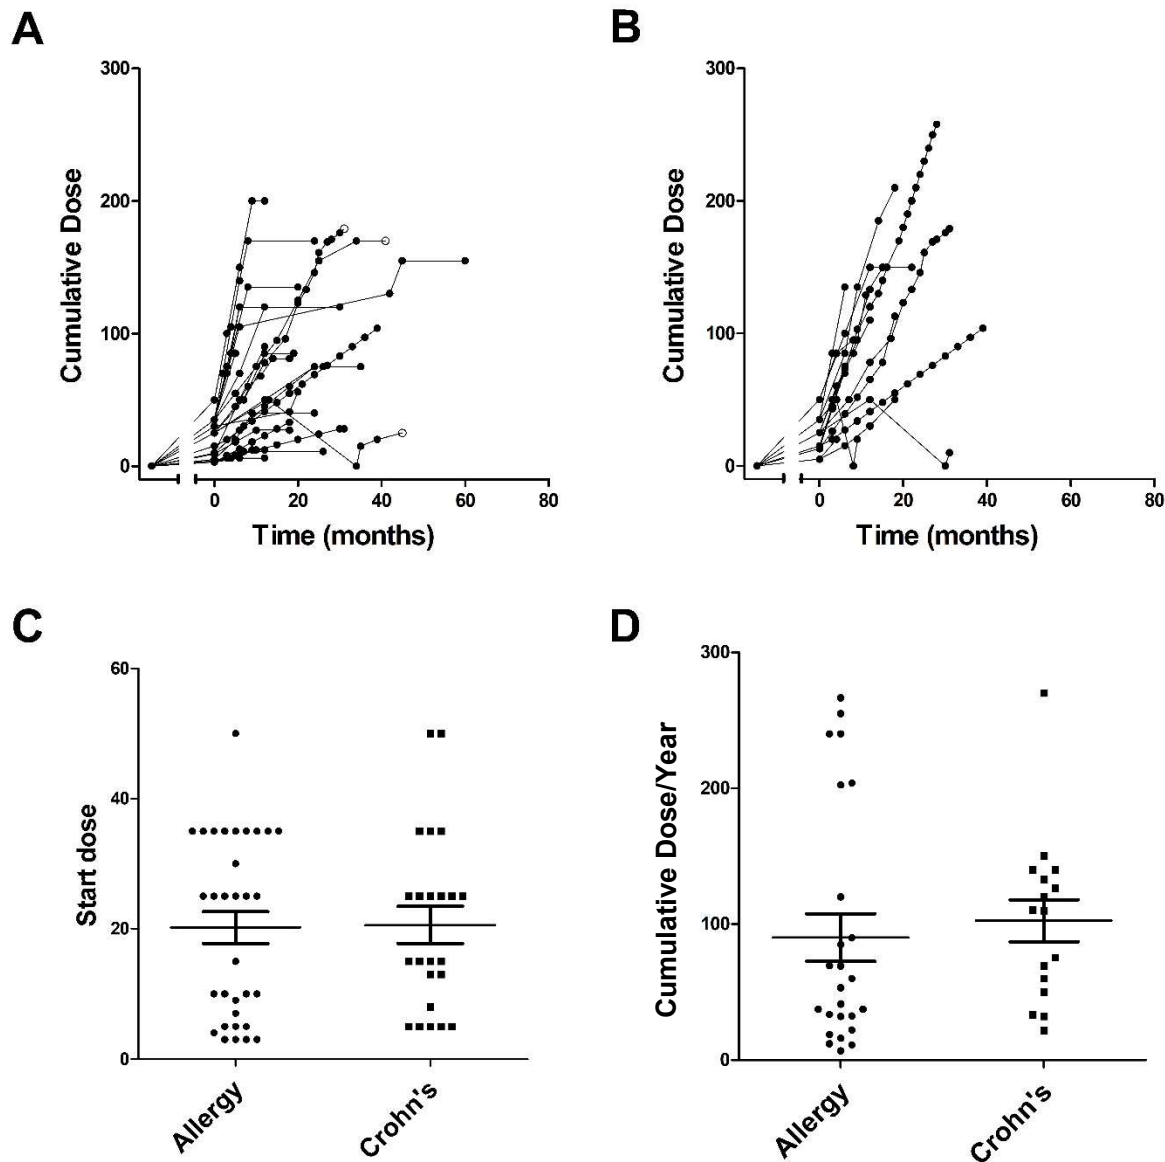 A
300
200
100
0
Cumulative Dose
0 20 40 60 80
Time (months)
B
300
200
100
0
Cumulative Dose
0 20 40 60 80
Time (months)
C
60
40
20
0
Start dose
Allergy
Crohn's
D
300
200
100
0
Cumulative Dose/Year
Allergy
Crohn's